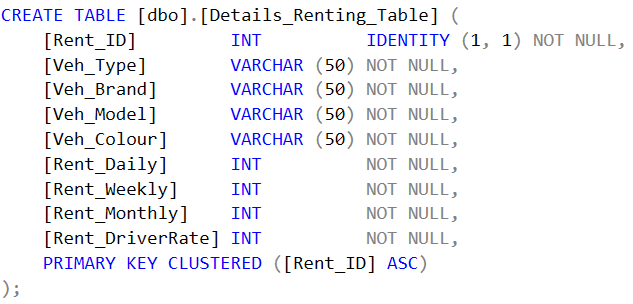 CREATE TABLE [dbo].[Details_Renting_Table] (
    [Rent_ID]         INT          IDENTITY (1, 1) NOT NULL,
    [Veh_Type]        VARCHAR (50) NOT NULL,
    [Veh_Brand]       VARCHAR (50) NOT NULL,
    [Veh_Model]       VARCHAR (50) NOT NULL,
    [Veh_Colour]      VARCHAR (50) NOT NULL,
    [Rent_Daily]      INT          NOT NULL,
    [Rent_Weekly]     INT          NOT NULL,
    [Rent_Monthly]    INT          NOT NULL,
    [Rent_DriverRate] INT          NOT NULL,
    PRIMARY KEY CLUSTERED ([Rent_ID] ASC)
);